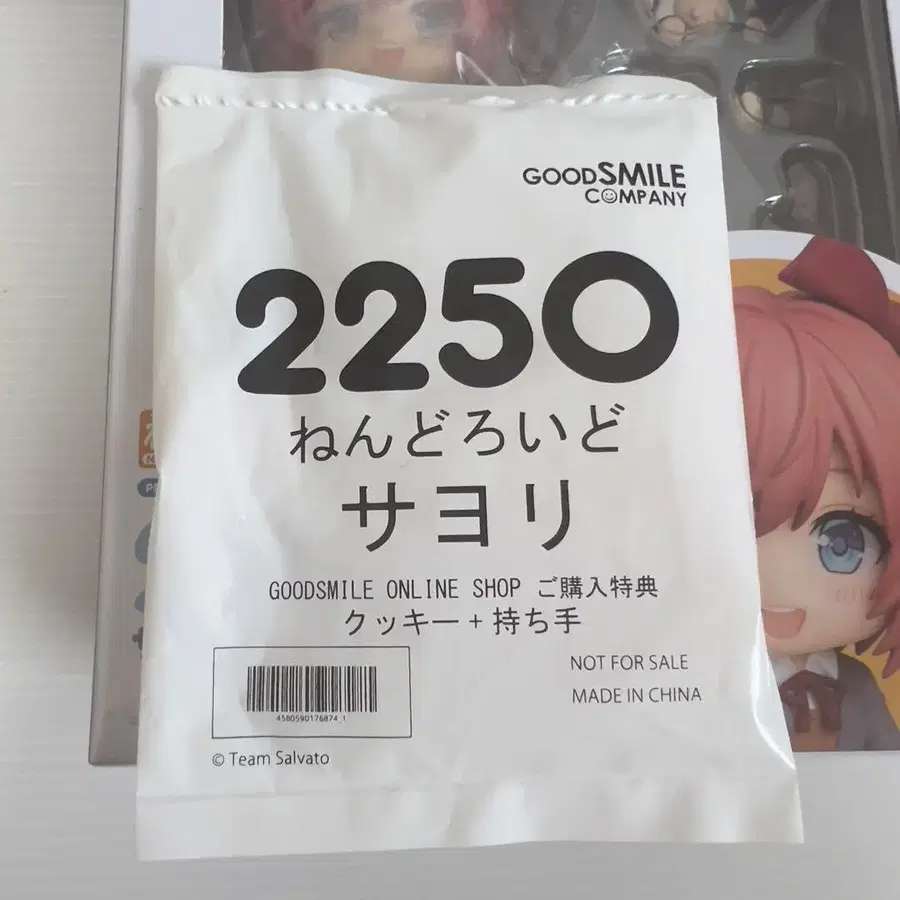 GOODSMILE
COMPANY
2250
ねんどろいど
サヨリ
GOODSMILE ONLINE SHOP ご購入特典
クッキー+持ち手
NOT FOR SALE
MADE IN CHINA
4580590176874_1
© Team Salvato